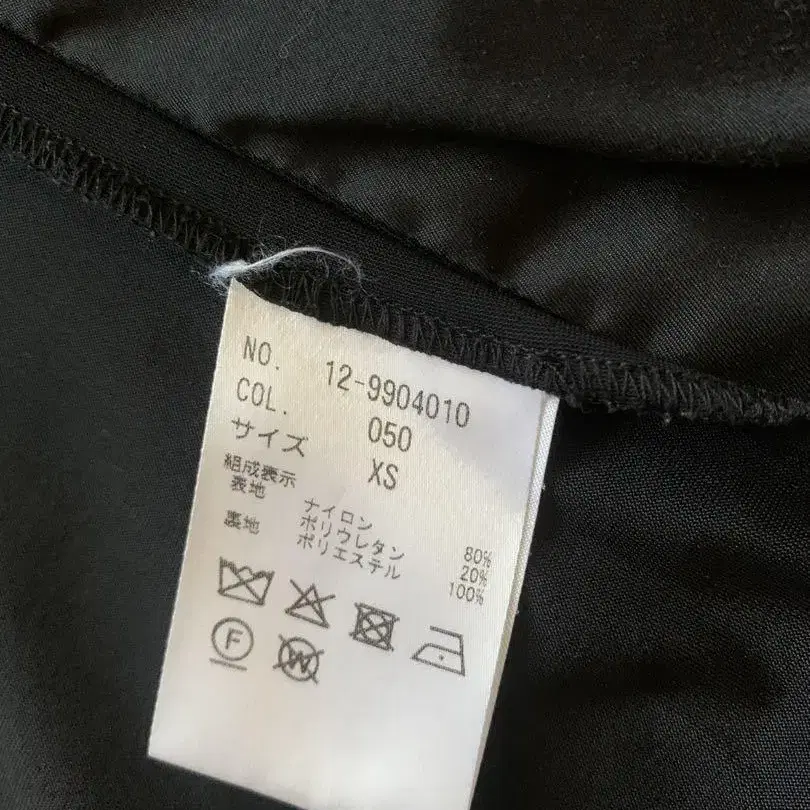 NO. 12-9904010
COL. 050
サイズ XS
組成表示
表地 ナイロン 80%
ポリウレタン 20%
裏地 ポリエステル 100%
F W